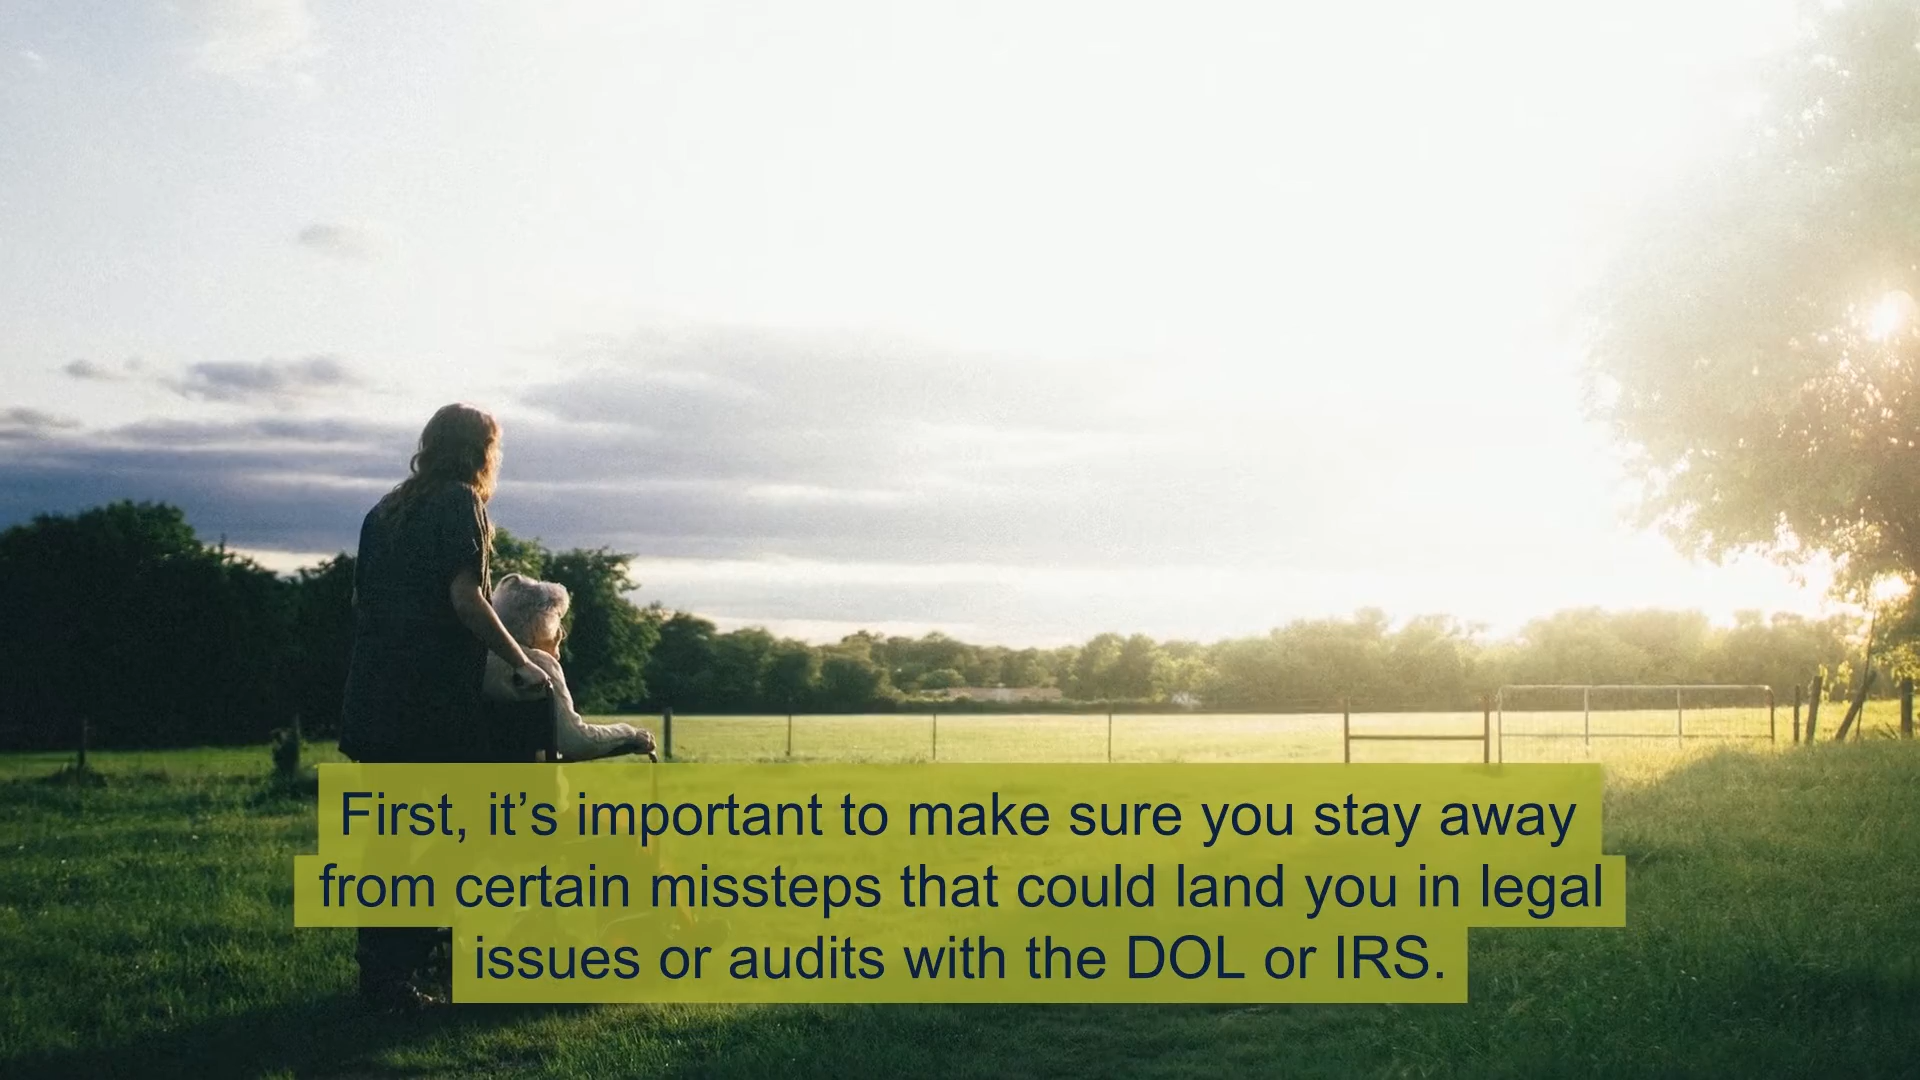 First, it’s important to make sure you stay away
from certain missteps that could land you in legal
issues or audits with the DOL or IRS.